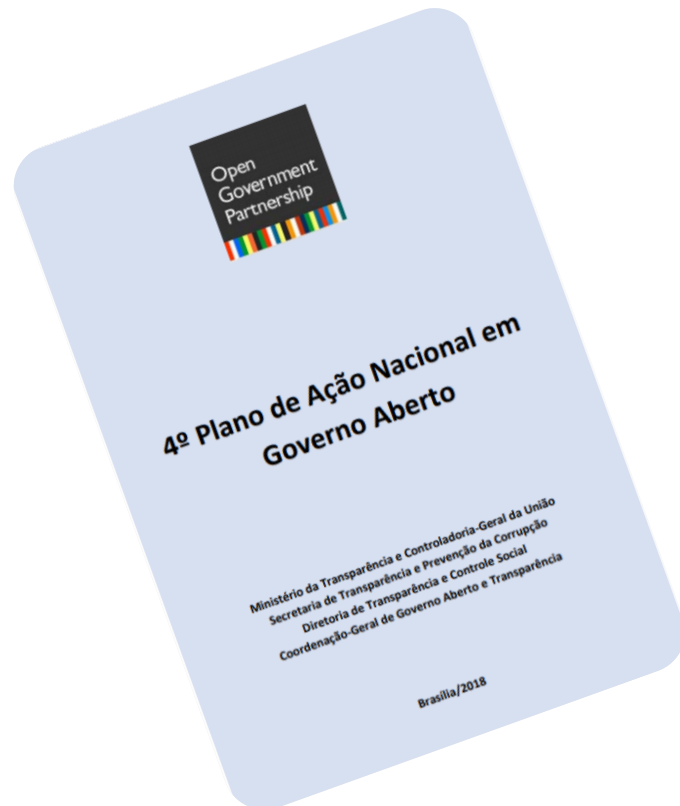 Open
Government
Partnership
4º Plano de Ação Nacional em
Governo Aberto
Ministério da Transparência e Controladoria-Geral da União
Secretaria de Transparência e Prevenção da Corrupção
Diretoria de Transparência e Controle Social
Coordenação-Geral de Governo Aberto e Transparência
Brasília/2018